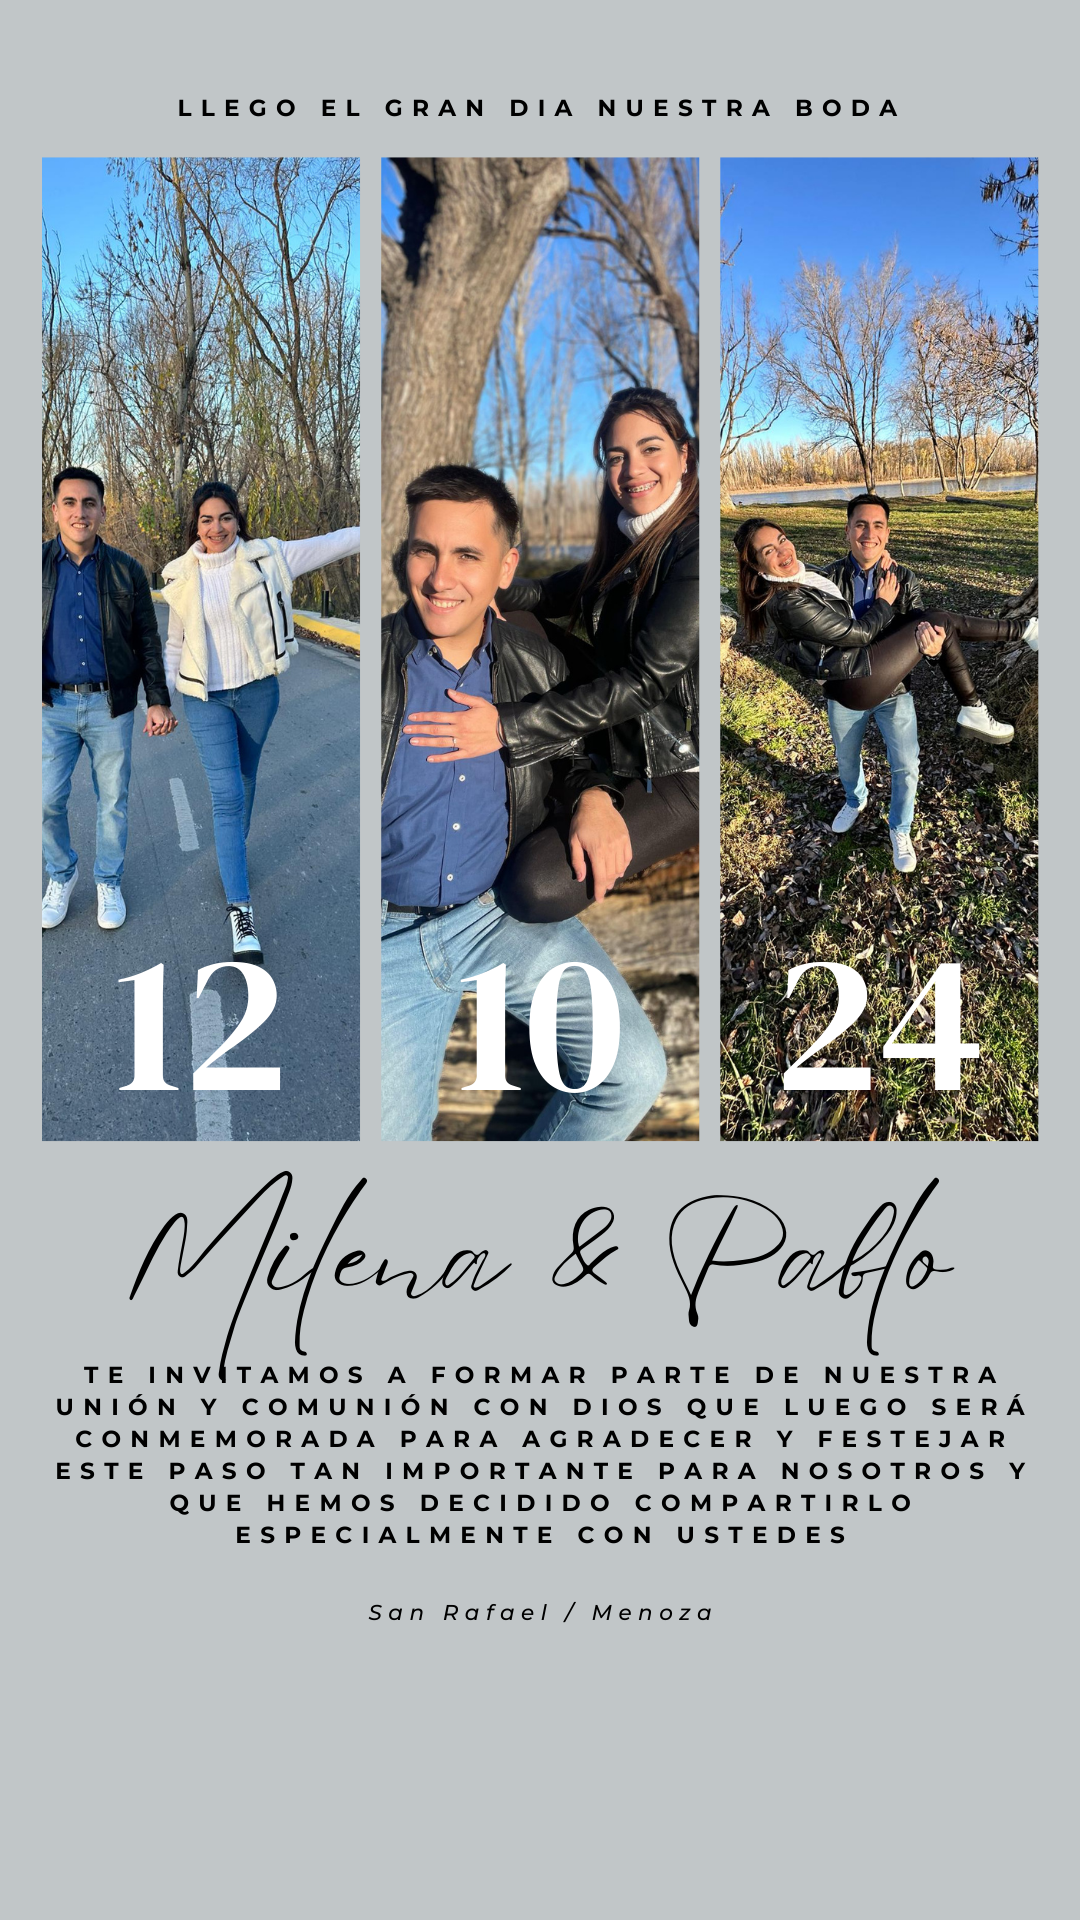 LLEGO EL GRAN DIA NUESTRA BODA
12 10 24
Milena & Pablo
TE INVITAMOS A FORMAR PARTE DE NUESTRA
UNIÓN Y COMUNIÓN CON DIOS QUE LUEGO SERÁ
CONMEMORADA PARA AGRADECER Y FESTEJAR
ESTE PASO TAN IMPORTANTE PARA NOSOTROS Y
QUE HEMOS DECIDIDO COMPARTIRLO
ESPECIALMENTE CON USTEDES
San Rafael / Menoza